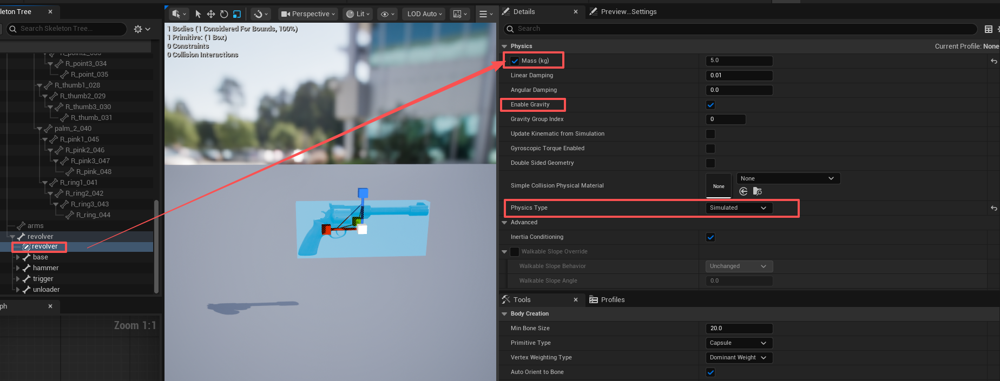 leton Tree
Search Skeleton Tree...
R_point2_033
R_point3_034
R_point_035
R_thumb1_028
R_thumb2_029
R_thumb3_030
R_thumb_031
palm_2_040
R_pink1_045
R_pink2_046
R_pink3_047
R_pink_048
R_ring1_041
R_ring2_042
R_ring3_043
R_ring_044
arms
revolver
revolver
base
hammer
trigger
unloader
ph
Zoom 1:1
Perspective
Lit
LOD Auto
1 Bodies (1 Considered For Bounds, 100%)
1 Primitive: (1 Box)
0 Constraints
0 Collision Interactions
Details
Preview...Settings
Search
Physics
Current Profile: None
Mass (kg)
5.0
Linear Damping
0.01
Angular Damping
0.0
Enable Gravity
Gravity Group Index
0
Update Kinematic from Simulation
Gyroscopic Torque Enabled
Double Sided Geometry
Simple Collision Physical Material
None
None
Physics Type
Simulated
Advanced
Inertia Conditioning
Walkable Slope Override
Walkable Slope Behavior
Unchanged
Walkable Slope Angle
0.0
Tools
Profiles
Body Creation
Min Bone Size
20.0
Primitive Type
Capsule
Vertex Weighting Type
Dominant Weight
Auto Orient to Bone